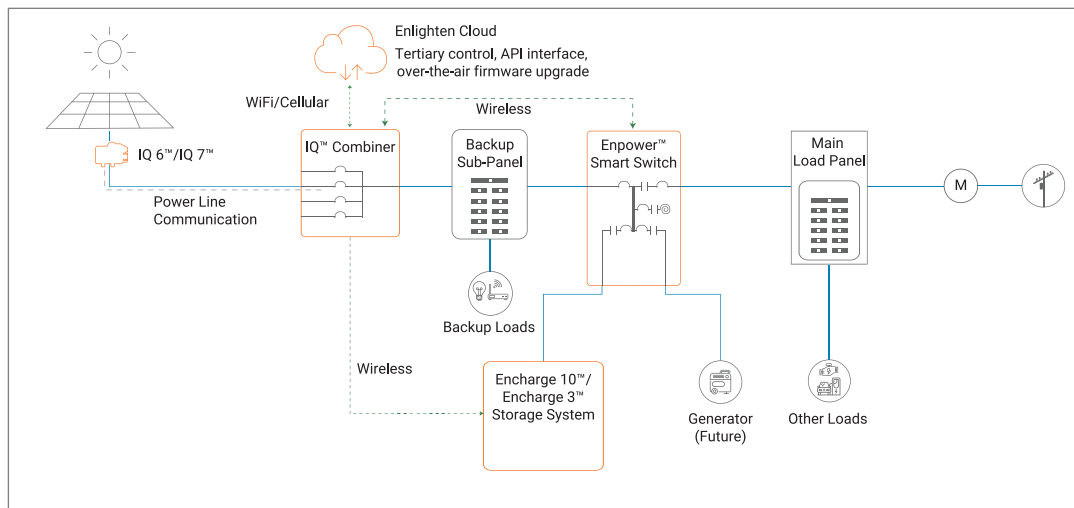 Enlighten Cloud
Tertiary control, API interface,
over-the-air firmware upgrade
WiFi/Cellular
Wireless
IQ™ Combiner
Backup
Sub-Panel
Enpower™
Smart Switch
Main
Load Panel
IQ 6™/IQ 7™
M
Power Line
Communication
Backup Loads
Wireless
Encharge 10™/
Encharge 3™
Storage System
Generator
(Future)
Other Loads